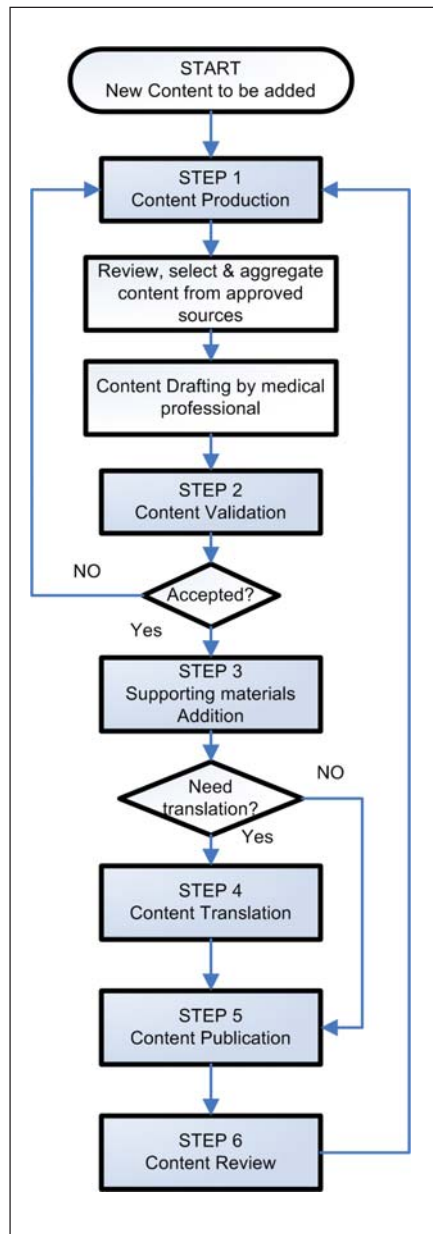 START
New Content to be added
STEP 1
Content Production
Review, select & aggregate
content from approved
sources
Content Drafting by medical
professional
STEP 2
Content Validation
NO
Accepted?
Yes
STEP 3
Supporting materials
Addition
NO
Need
translation?
Yes
STEP 4
Content Translation
STEP 5
Content Publication
STEP 6
Content Review